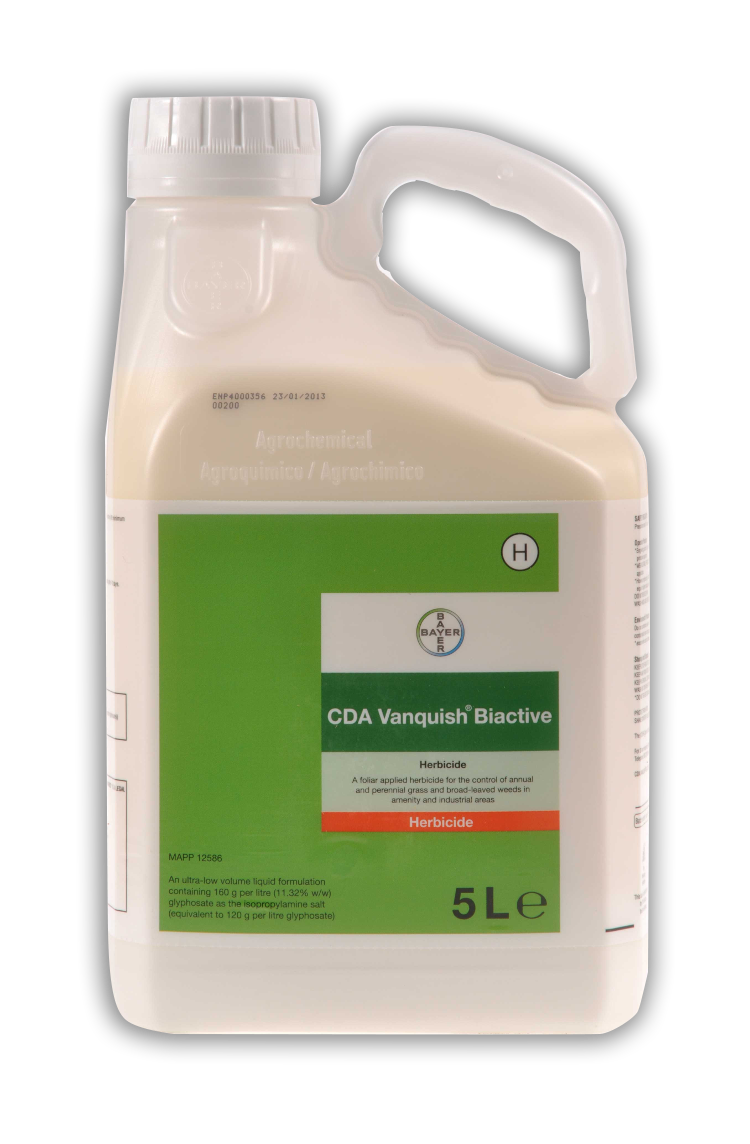 EHP4000356 23/01/2013
00200
Agrochemical
Agroquimico / Agrochimico
H
BAYER
BAYER
CDA Vanquish® Biactive
Herbicide
A foliar applied herbicide for the control of annual
and perennial grass and broad-leaved weeds in
amenity and industrial areas
Herbicide
MAPP 12586
An ultra-low volume liquid formulation
containing 160 g per litre (11.32% w/w)
glyphosate as the isopropylamine salt
(equivalent to 120 g per litre glyphosate)
5 L ℮